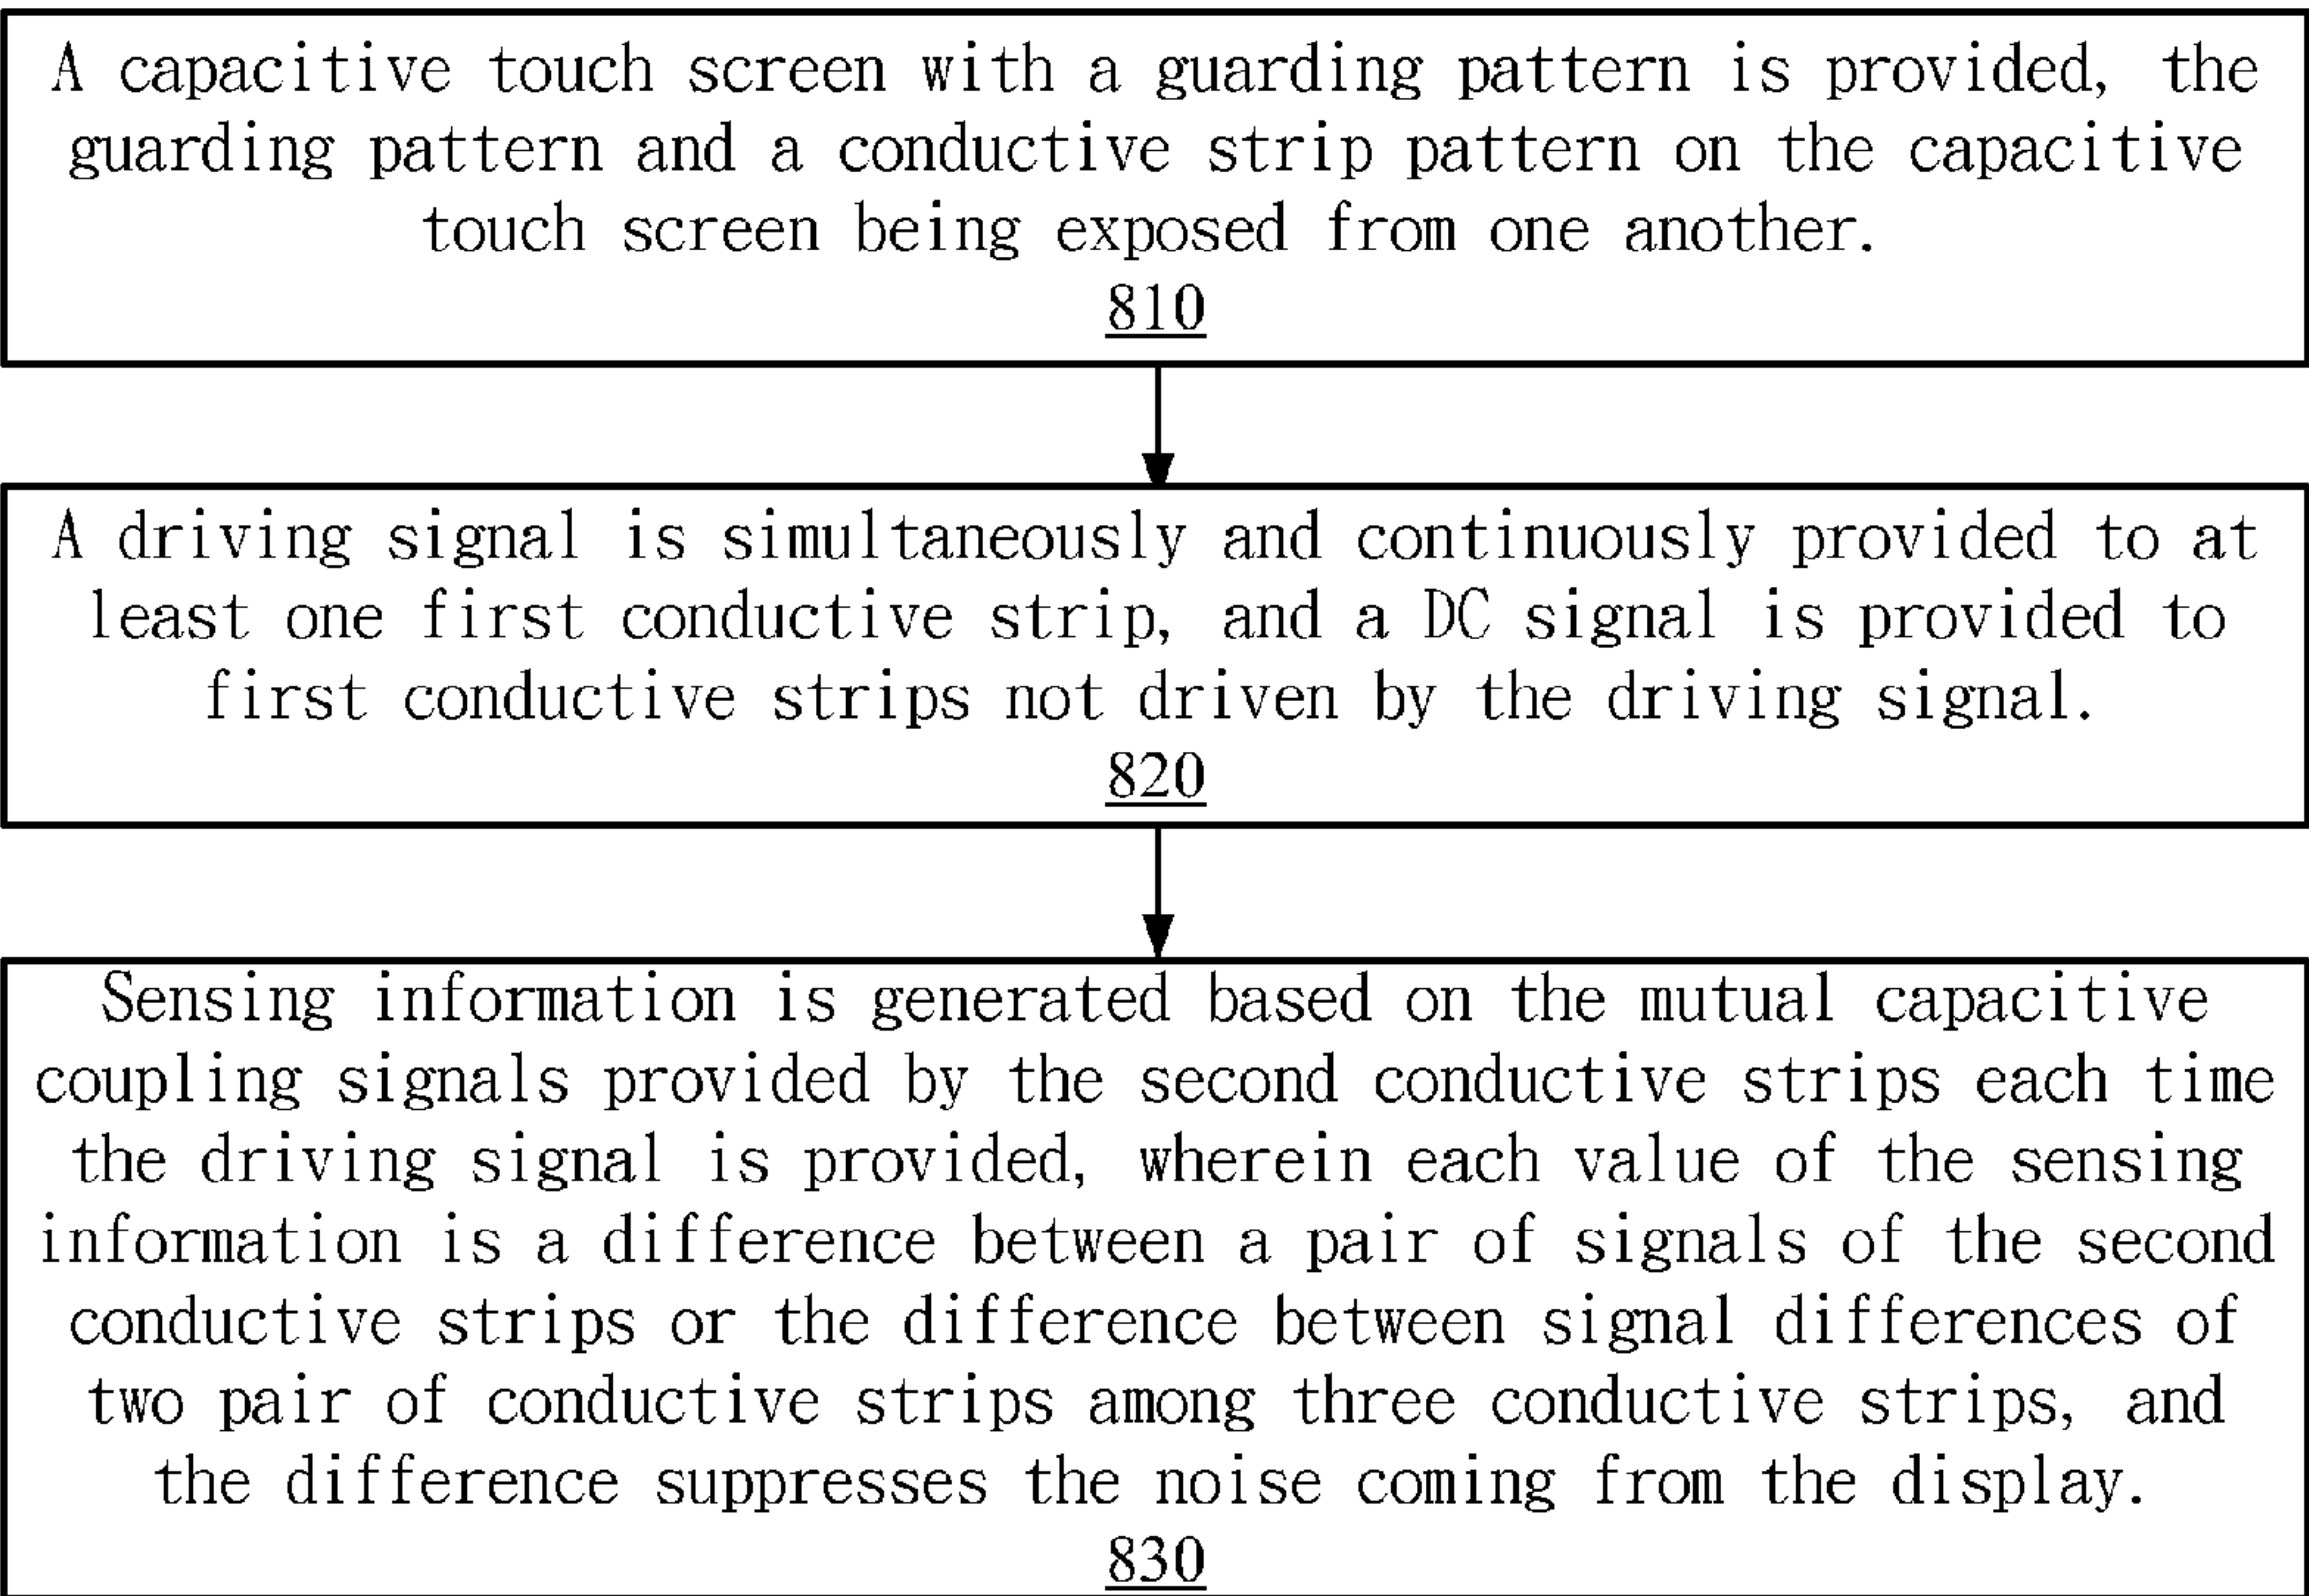 A capacitive touch screen with a guarding pattern is provided, the
guarding pattern and a conductive strip pattern on the capacitive
touch screen being exposed from one another.
810
A driving signal is simultaneously and continuously provided to at
least one first conductive strip, and a DC signal is provided to
first conductive strips not driven by the driving signal.
820
Sensing information is generated based on the mutual capacitive
coupling signals provided by the second conductive strips each time
the driving signal is provided, wherein each value of the sensing
information is a difference between a pair of signals of the second
conductive strips or the difference between signal differences of
two pair of conductive strips among three conductive strips, and
the difference suppresses the noise coming from the display.
830